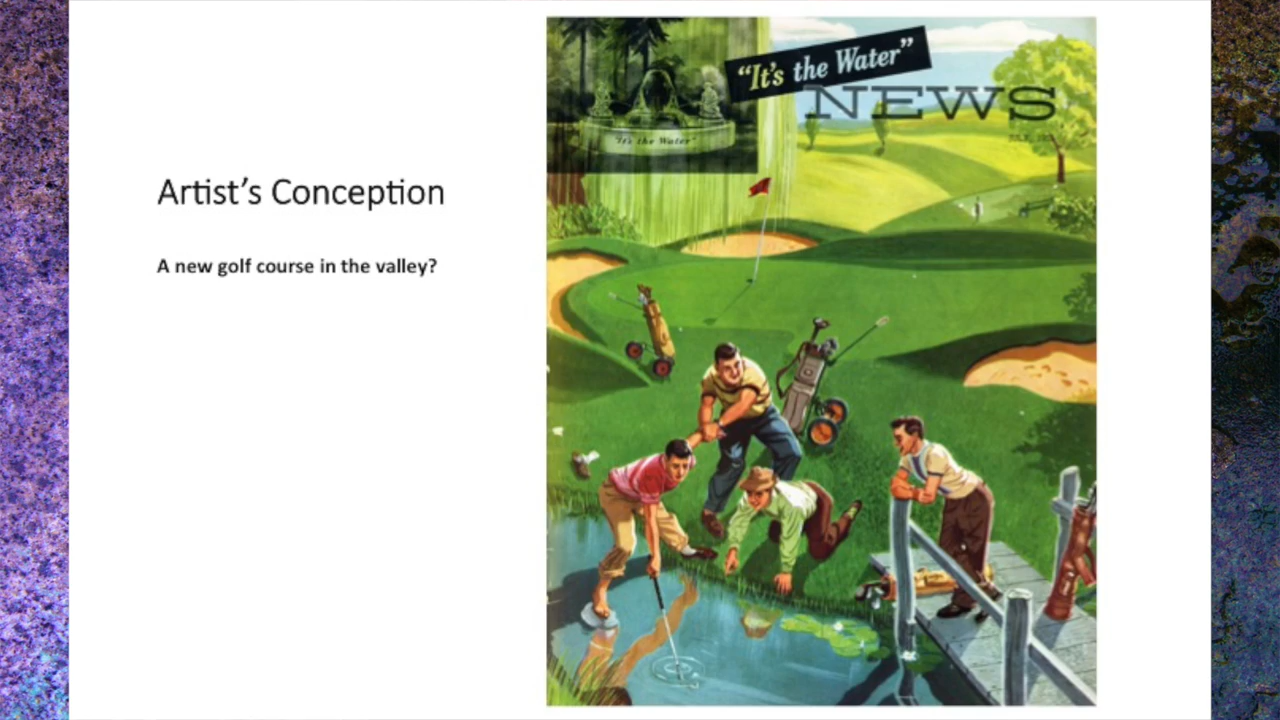 Artist's Conception
A new golf course in the valley?
"It's the Water"
NEWS
"It's the Water"